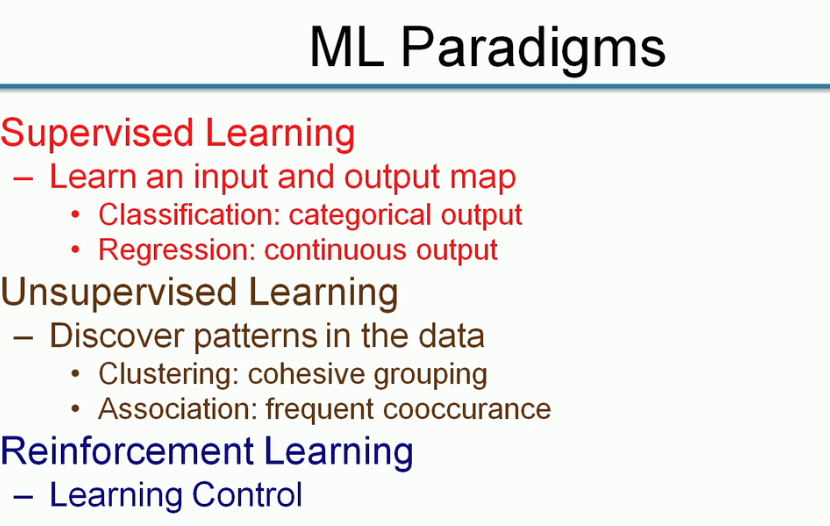 ML Paradigms
Supervised Learning
– Learn an input and output map
• Classification: categorical output
• Regression: continuous output
Unsupervised Learning
– Discover patterns in the data
• Clustering: cohesive grouping
• Association: frequent cooccurance
Reinforcement Learning
– Learning Control